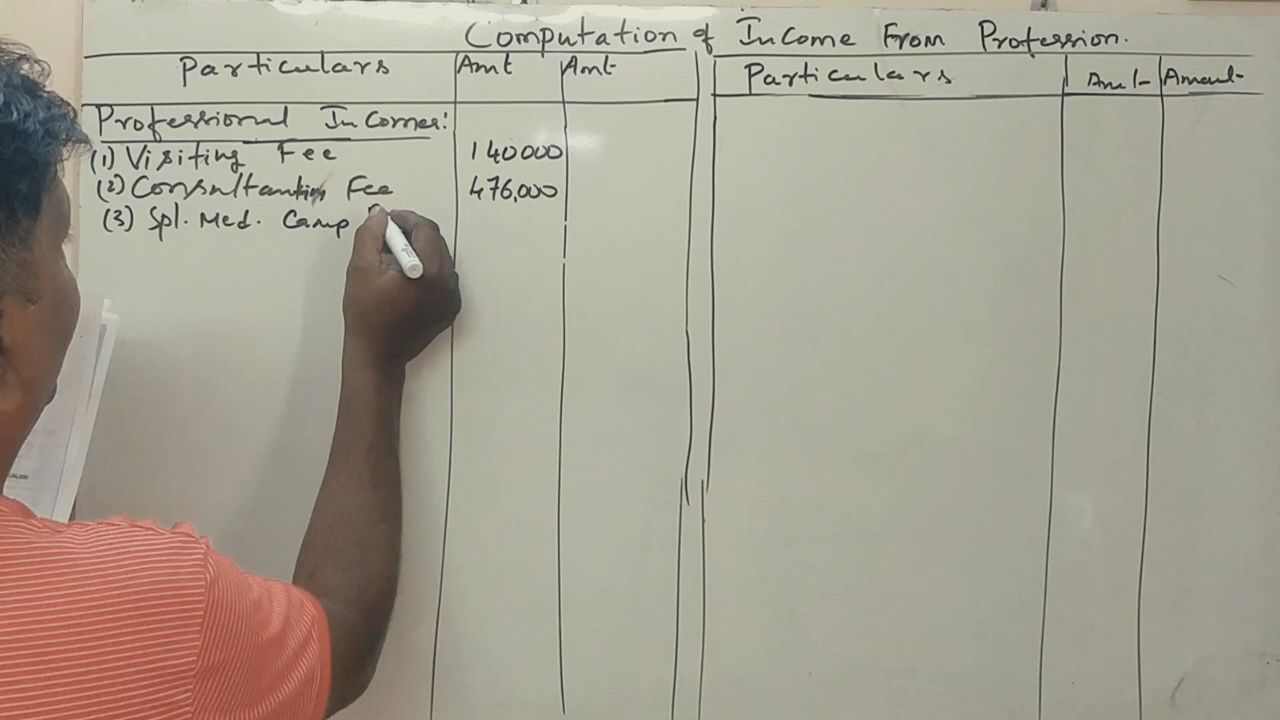 Computation of Income From Profession.
Particulars Amt Amt
Professional Incomes:
(1) Visiting Fee 140000
(2) Consultantion Fee 476,000
(3) Spl. Med. Camp
Particulars Amt Amount